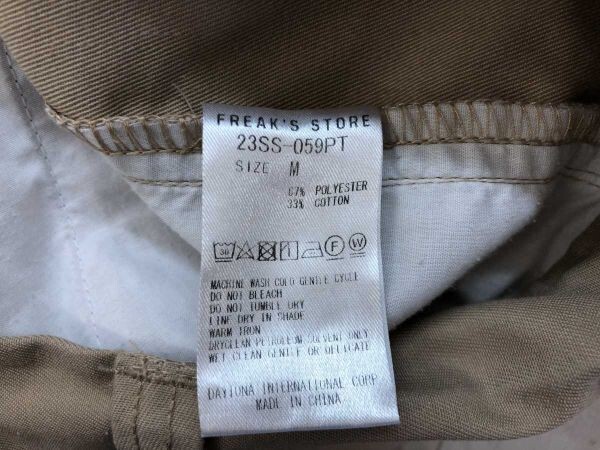 FREAK'S STORE
23SS-059PT
SIZE M
67% POLYESTER
33% COTTON
30 F W
MACHINE WASH COLD GENTLE CYCLE
DO NOT BLEACH
DO NOT TUMBLE DRY
LINE DRY IN SHADE
WARM IRON
DRYCLEAN PETROLEUM SOLVENT ONLY
WET CLEAN GENTLE OR DELICATE
DAYTONA INTERNATIONAL CORP
MADE IN CHINA